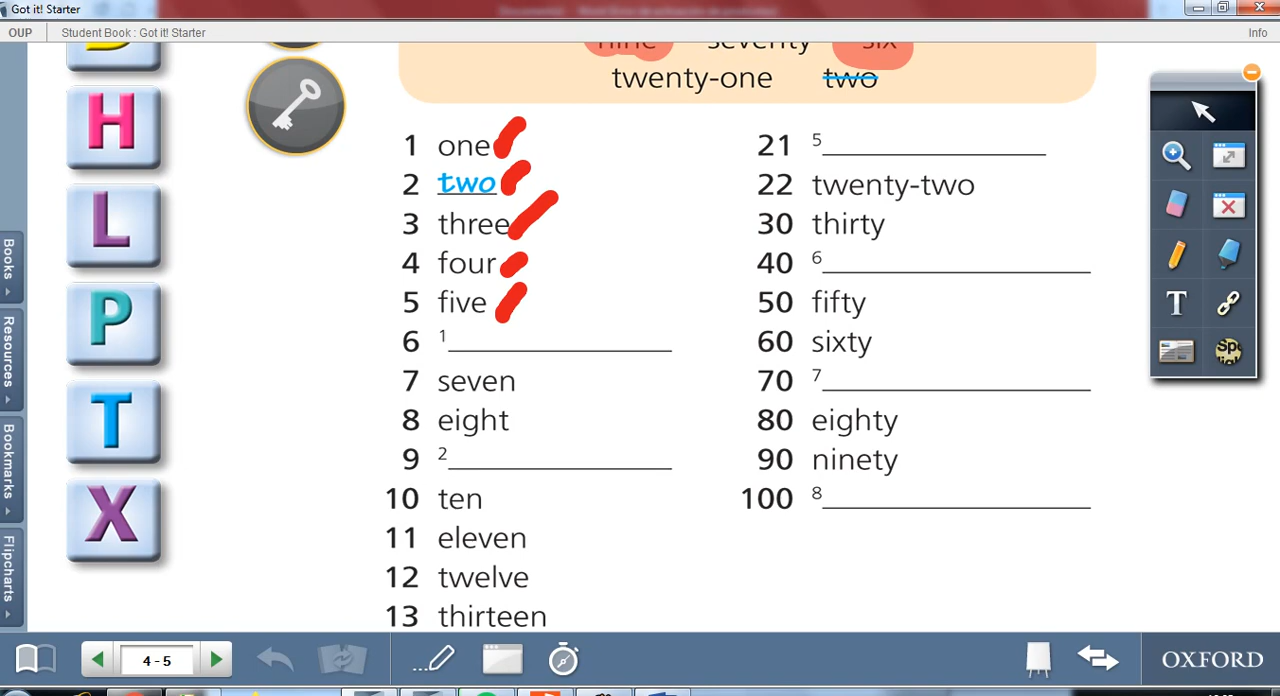 Got it! Starter
OUP Student Book : Got it! Starter Info
nine seventy six
twenty-one two
H
L
P
T
X
1 one
2 two
3 three
4 four
5 five
6 1
7 seven
8 eight
9 2
10 ten
11 eleven
12 twelve
13 thirteen
21 5
22 twenty-two
30 thirty
40 6
50 fifty
60 sixty
70 7
80 eighty
90 ninety
100 8
Books
Resources
Bookmarks
Flipcharts
T
Sp
4 - 5
OXFORD